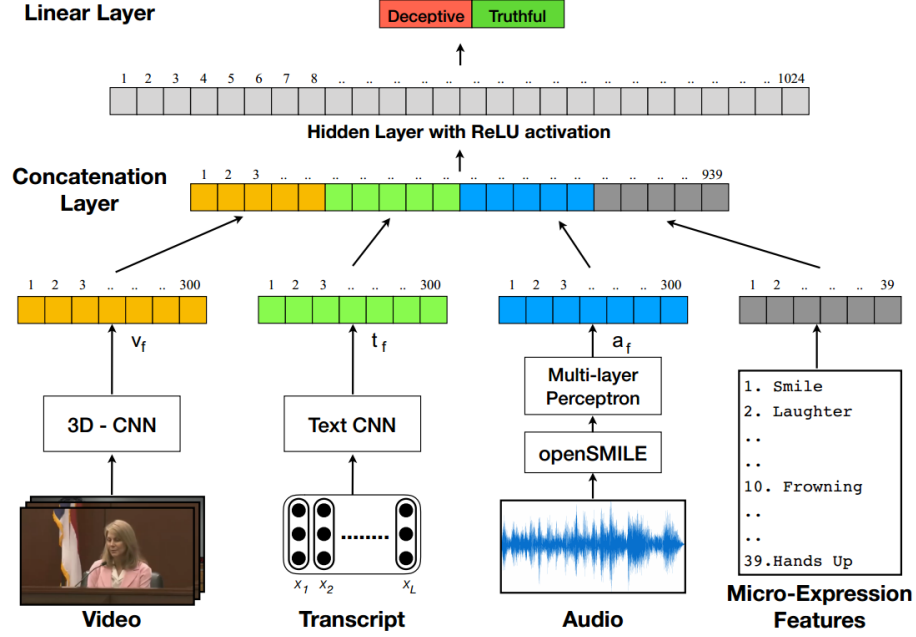 Linear Layer
Deceptive Truthful
1 2 3 4 5 6 7 8 .. .. .. .. .. .. .. .. .. .. .. .. .. .. .. .. .. 1024
Hidden Layer with ReLU activation
Concatenation
Layer
1 2 3 .. .. .. .. .. .. .. .. .. .. .. .. .. .. .. .. 939
1 2 3 .. .. .. 300
1 2 3 .. .. .. 300
1 2 3 .. .. .. 300
1 2 .. .. .. .. 39
v_f
t_f
a_f
3D - CNN
Text CNN
Multi-layer
Perceptron
openSMILE
1. Smile
2. Laughter
..
..
10. Frowning
..
..
39.Hands Up
x_1 x_2 ........ x_L
Video
Transcript
Audio
Micro-Expression
Features